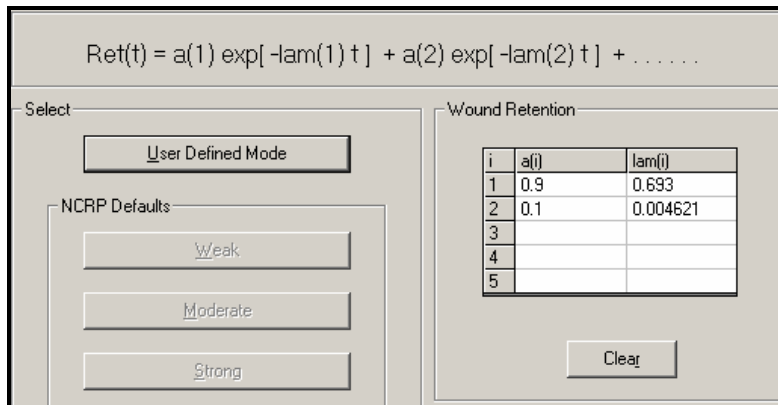 Ret(t) = a(1) exp[ -lam(1) t ] + a(2) exp[ -lam(2) t ] + . . . . . .
Select
User Defined Mode
NCRP Defaults
Weak
Moderate
Strong
Wound Retention
i a(i) lam(i)
1 0.9 0.693
2 0.1 0.004621
3
4
5
Clear